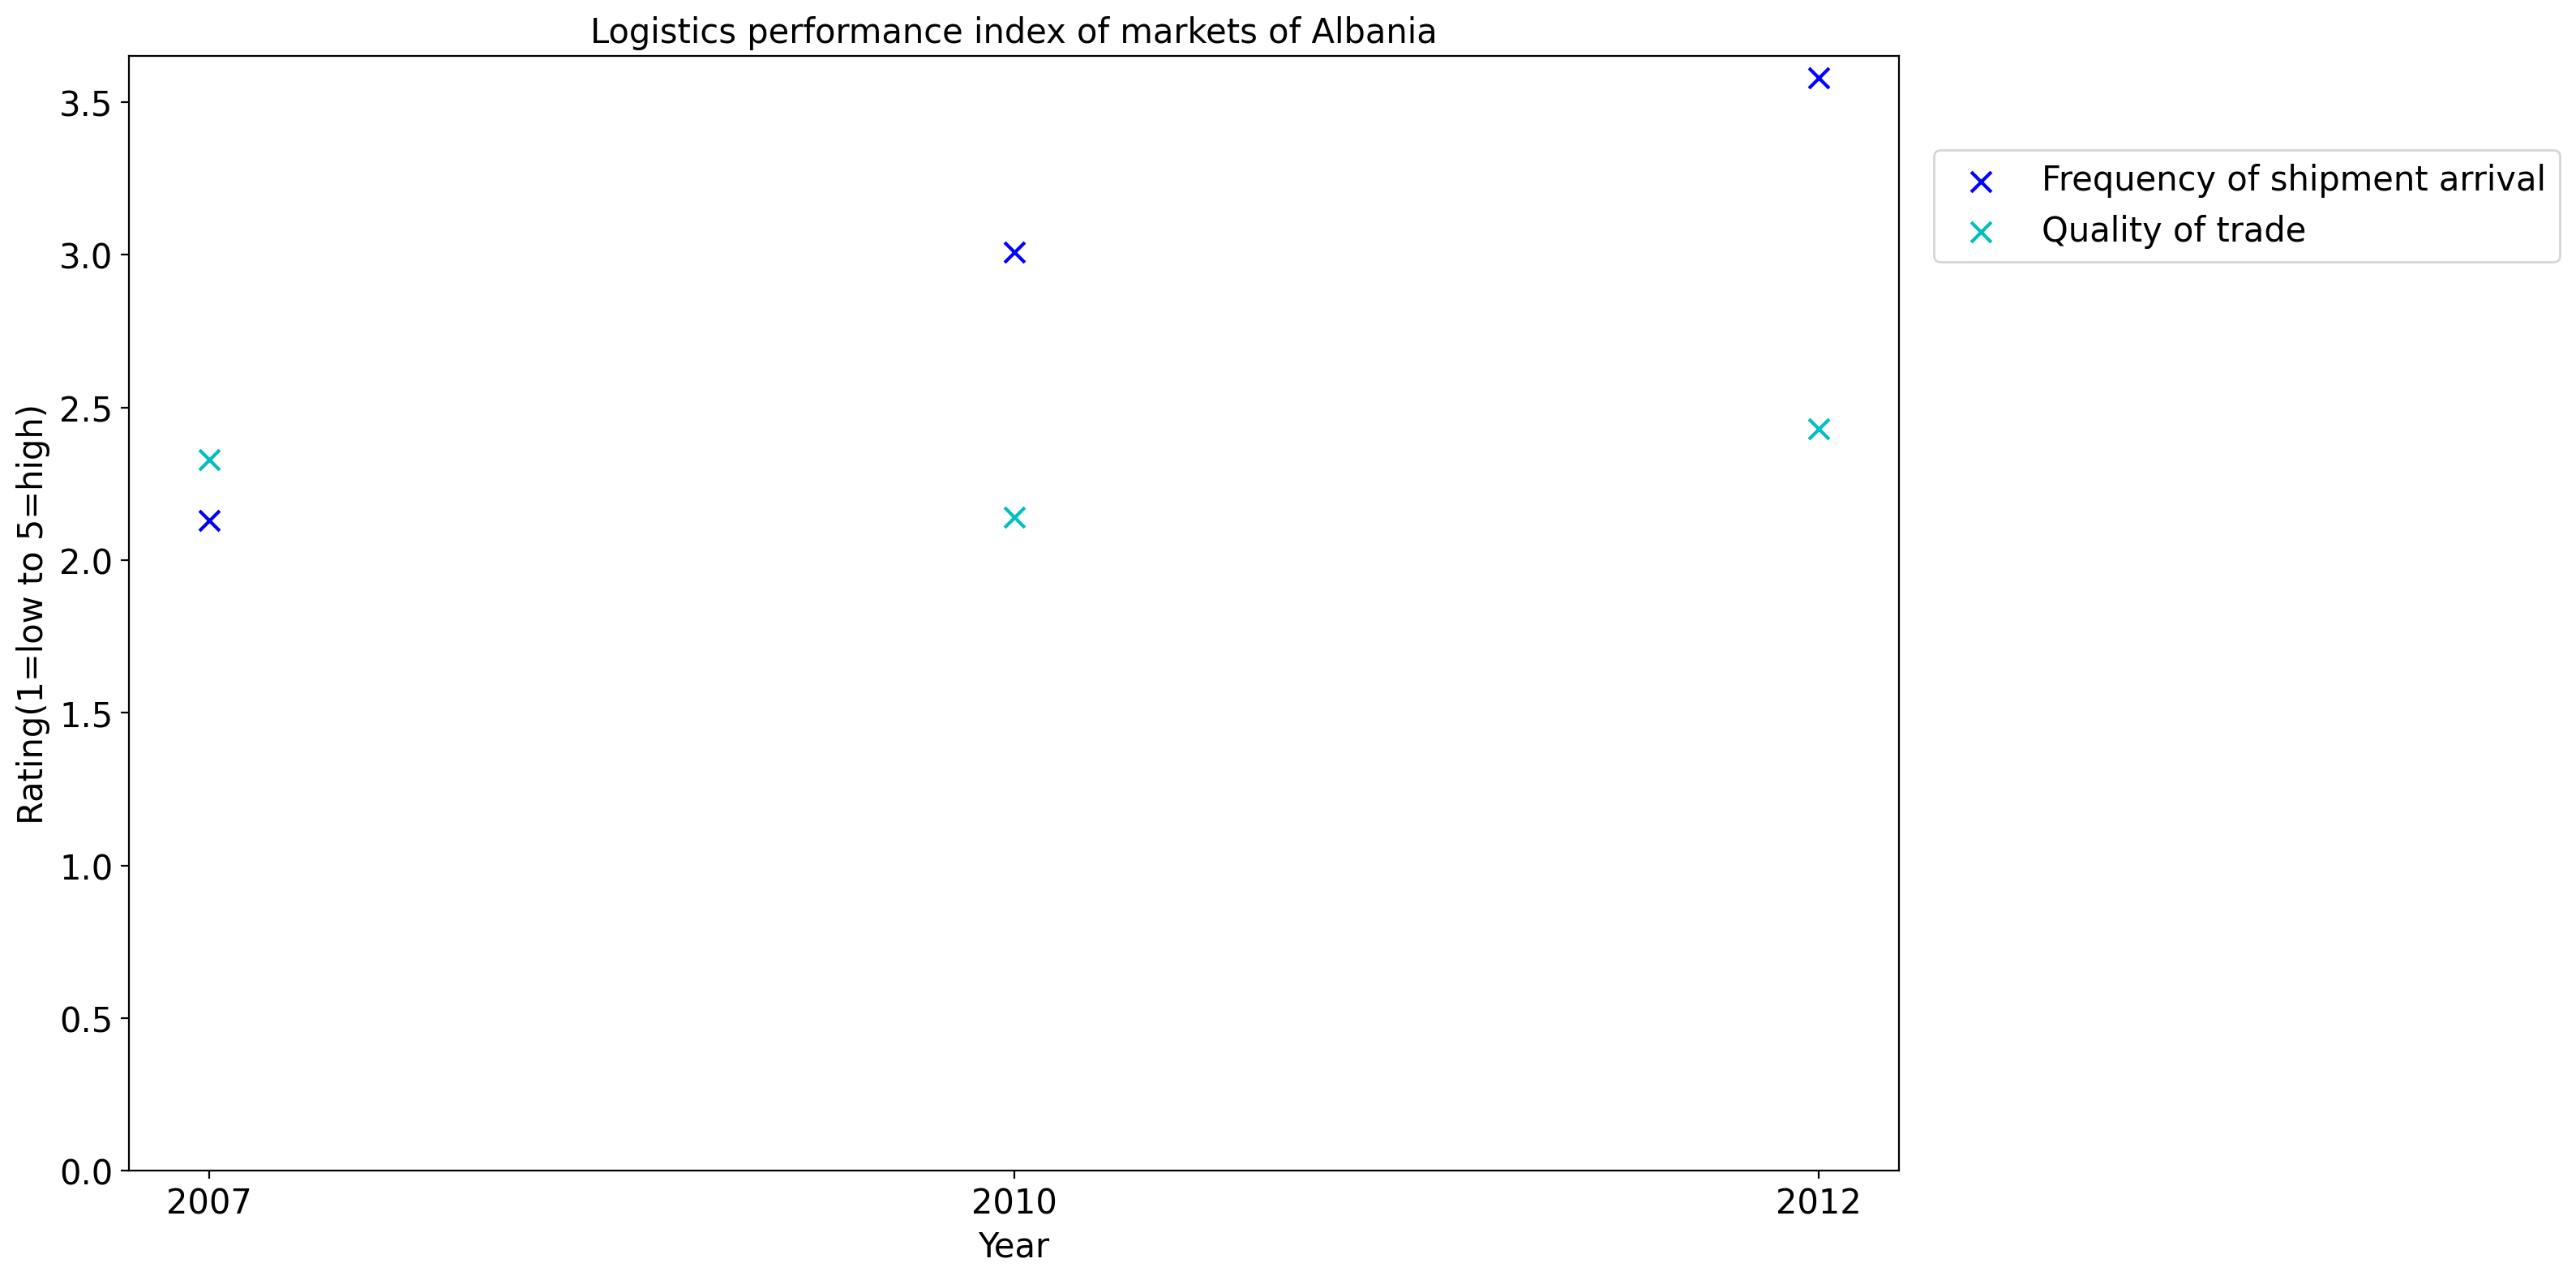 Logistics performance index of markets of Albania
3.5
3.0
2.5
2.0
1.5
1.0
0.5
0.0
Rating(1=low to 5=high)
2007
2010
2012
Year
Frequency of shipment arrival
Quality of trade